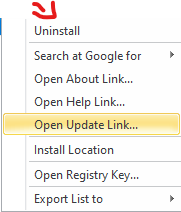 Uninstall
Search at Google for
Open About Link...
Open Help Link...
Open Update Link...
Install Location
Open Registry Key...
Export List to